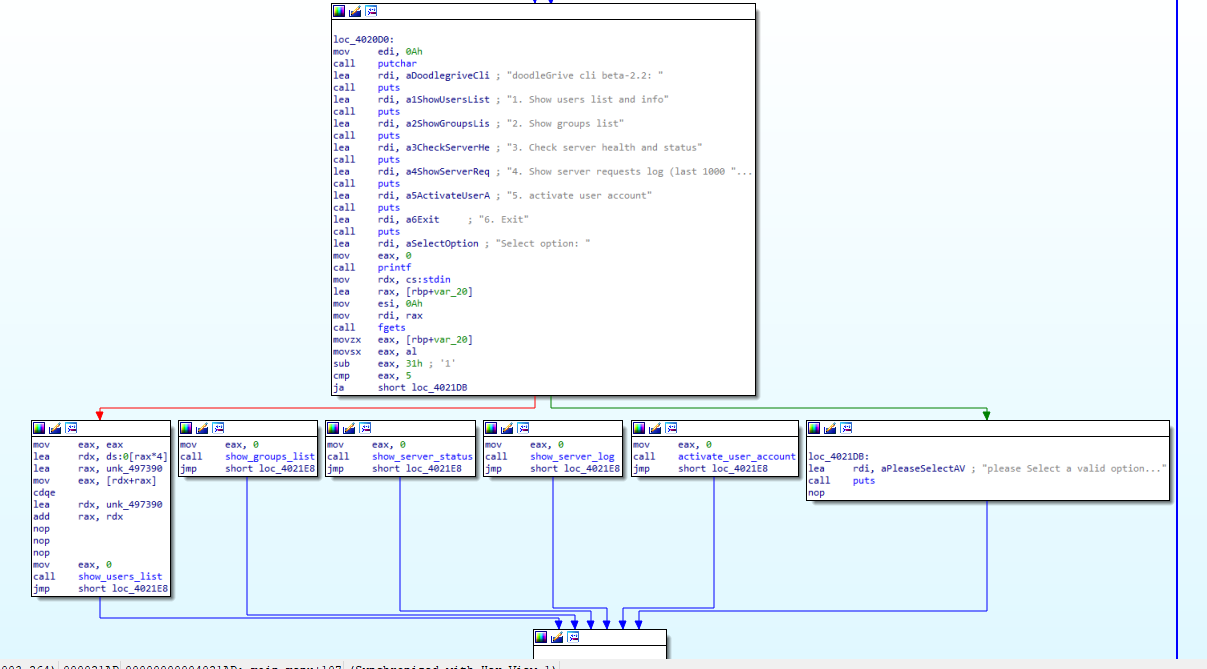 loc_4020D0:
mov edi, 0Ah
call putchar
lea rdi, aDoodlegriveCli ; "doodleGrive cli beta-2.2: "
call puts
lea rdi, a1ShowUsersList ; "1. Show users list and info"
call puts
lea rdi, a2ShowGroupsLis ; "2. Show groups list"
call puts
lea rdi, a3CheckServerHe ; "3. Check server health and status"
call puts
lea rdi, a4ShowServerReq ; "4. Show server requests log (last 1000 "...
call puts
lea rdi, a5ActivateUserA ; "5. activate user account"
call puts
lea rdi, a6Exit ; "6. Exit"
call puts
lea rdi, aSelectOption ; "Select option: "
mov eax, 0
call printf
mov rdx, cs:stdin
lea rax, [rbp+var_20]
mov esi, 0Ah
mov rdi, rax
call fgets
movzx eax, [rbp+var_20]
movsx eax, al
sub eax, 31h ; '1'
cmp eax, 5
ja short loc_4021DB
mov eax, eax
lea rdx, ds:0[rax*4]
lea rax, unk_497390
mov eax, [rdx+rax]
cdqe
lea rdx, unk_497390
add rax, rdx
nop
nop
nop
mov eax, 0
call show_users_list
jmp short loc_4021E8
mov eax, 0
call show_groups_list
jmp short loc_4021E8
mov eax, 0
call show_server_status
jmp short loc_4021E8
mov eax, 0
call show_server_log
jmp short loc_4021E8
mov eax, 0
call activate_user_account
jmp short loc_4021E8
loc_4021DB:
lea rdi, aPleaseSelectAV ; "please Select a valid option..."
call puts
nop